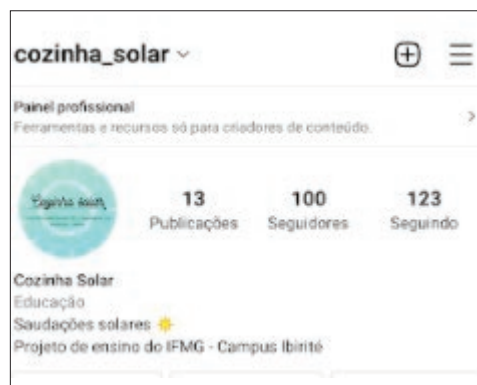 cozinha_solar
Painel profissional
Ferramentas e recursos só para criadores de conteúdo.
13 100 123
Publicações Seguidores Seguindo
Cozinha Solar
Educação
Saudações solares ☀️
Projeto de ensino do IFMG - Campus Ibirité